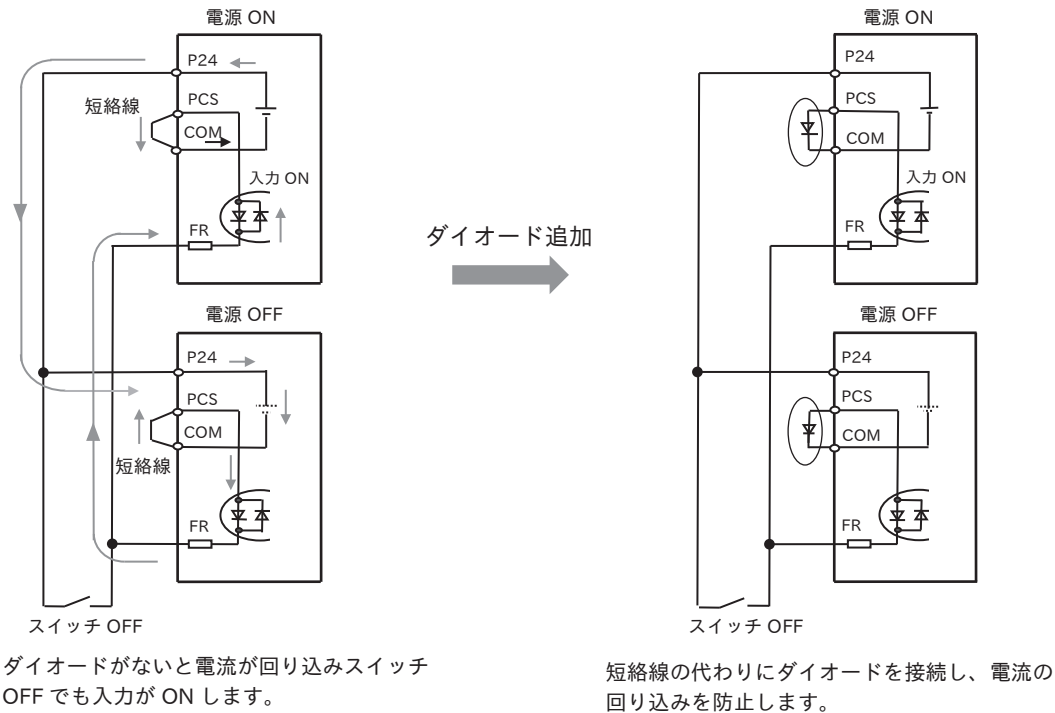 電源 ON
P24
PCS
短絡線
COM
入力 ON
FR
電源 OFF
P24
PCS
COM
短絡線
FR
スイッチ OFF
ダイオードがないと電流が回り込みスイッチ
OFF でも入力が ON します。
ダイオード追加
電源 ON
P24
PCS
COM
入力 ON
FR
電源 OFF
P24
PCS
COM
FR
スイッチ OFF
短絡線の代わりにダイオードを接続し、電流の
回り込みを防止します。